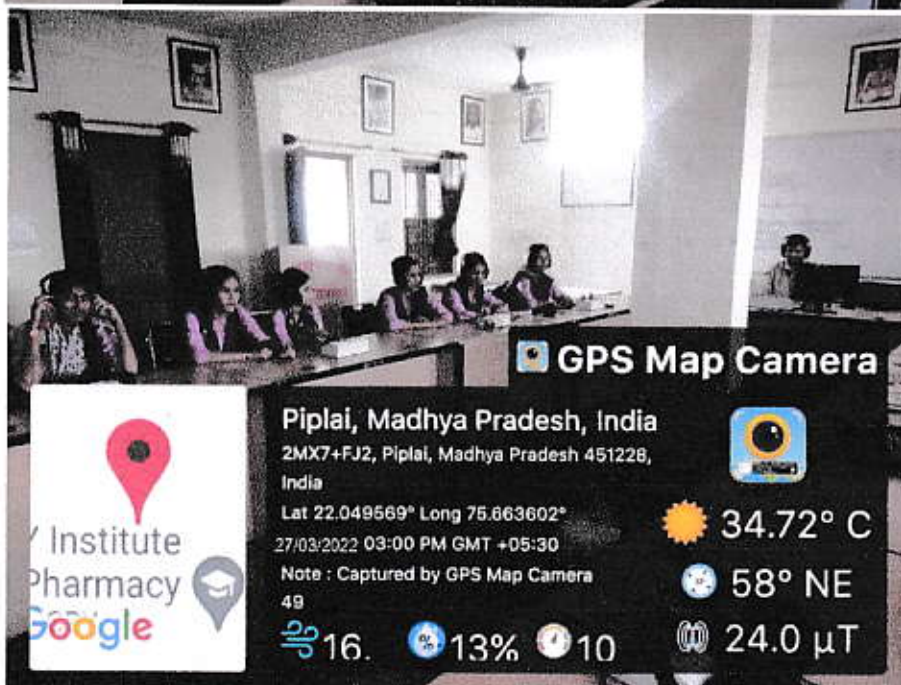 GPS Map Camera
Piplai, Madhya Pradesh, India
2MX7+FJ2, Piplai, Madhya Pradesh 451228,
India
Lat 22.049569° Long 75.663602°
27/03/2022 03:00 PM GMT +05:30
Note : Captured by GPS Map Camera
49
34.72° C
58° NE
16.
13%
10
24.0 µT
Institute
Pharmacy
Google